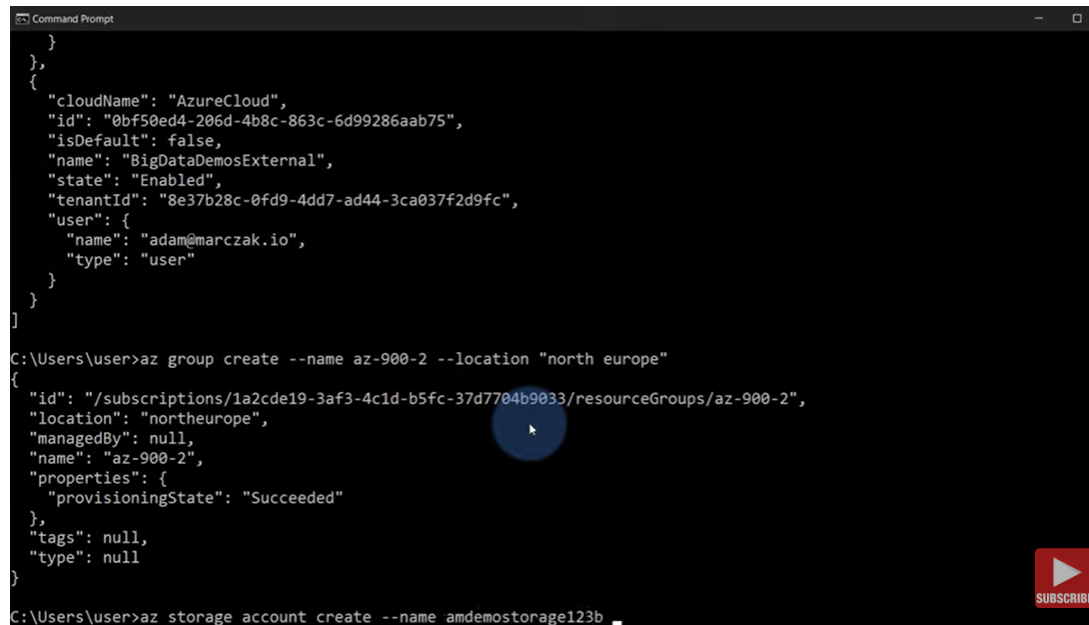 Command Prompt
}
},
{
"cloudName": "AzureCloud",
"id": "0bf50ed4-206d-4b8c-863c-6d99286aab75",
"isDefault": false,
"name": "BigDataDemosExternal",
"state": "Enabled",
"tenantId": "8e37b28c-0fd9-4dd7-ad44-3ca037f2d9fc",
"user": {
"name": "adam@marczak.io",
"type": "user"
}
}
]
C:\Users\user>az group create --name az-900-2 --location "north europe"
{
"id": "/subscriptions/1a2cde19-3af3-4c1d-b5fc-37d7704b9033/resourceGroups/az-900-2",
"location": "northeurope",
"managedBy": null,
"name": "az-900-2",
"properties": {
"provisioningState": "Succeeded"
},
"tags": null,
"type": null
}
SUBSCRIBE
C:\Users\user>az storage account create --name amdemostorage123b